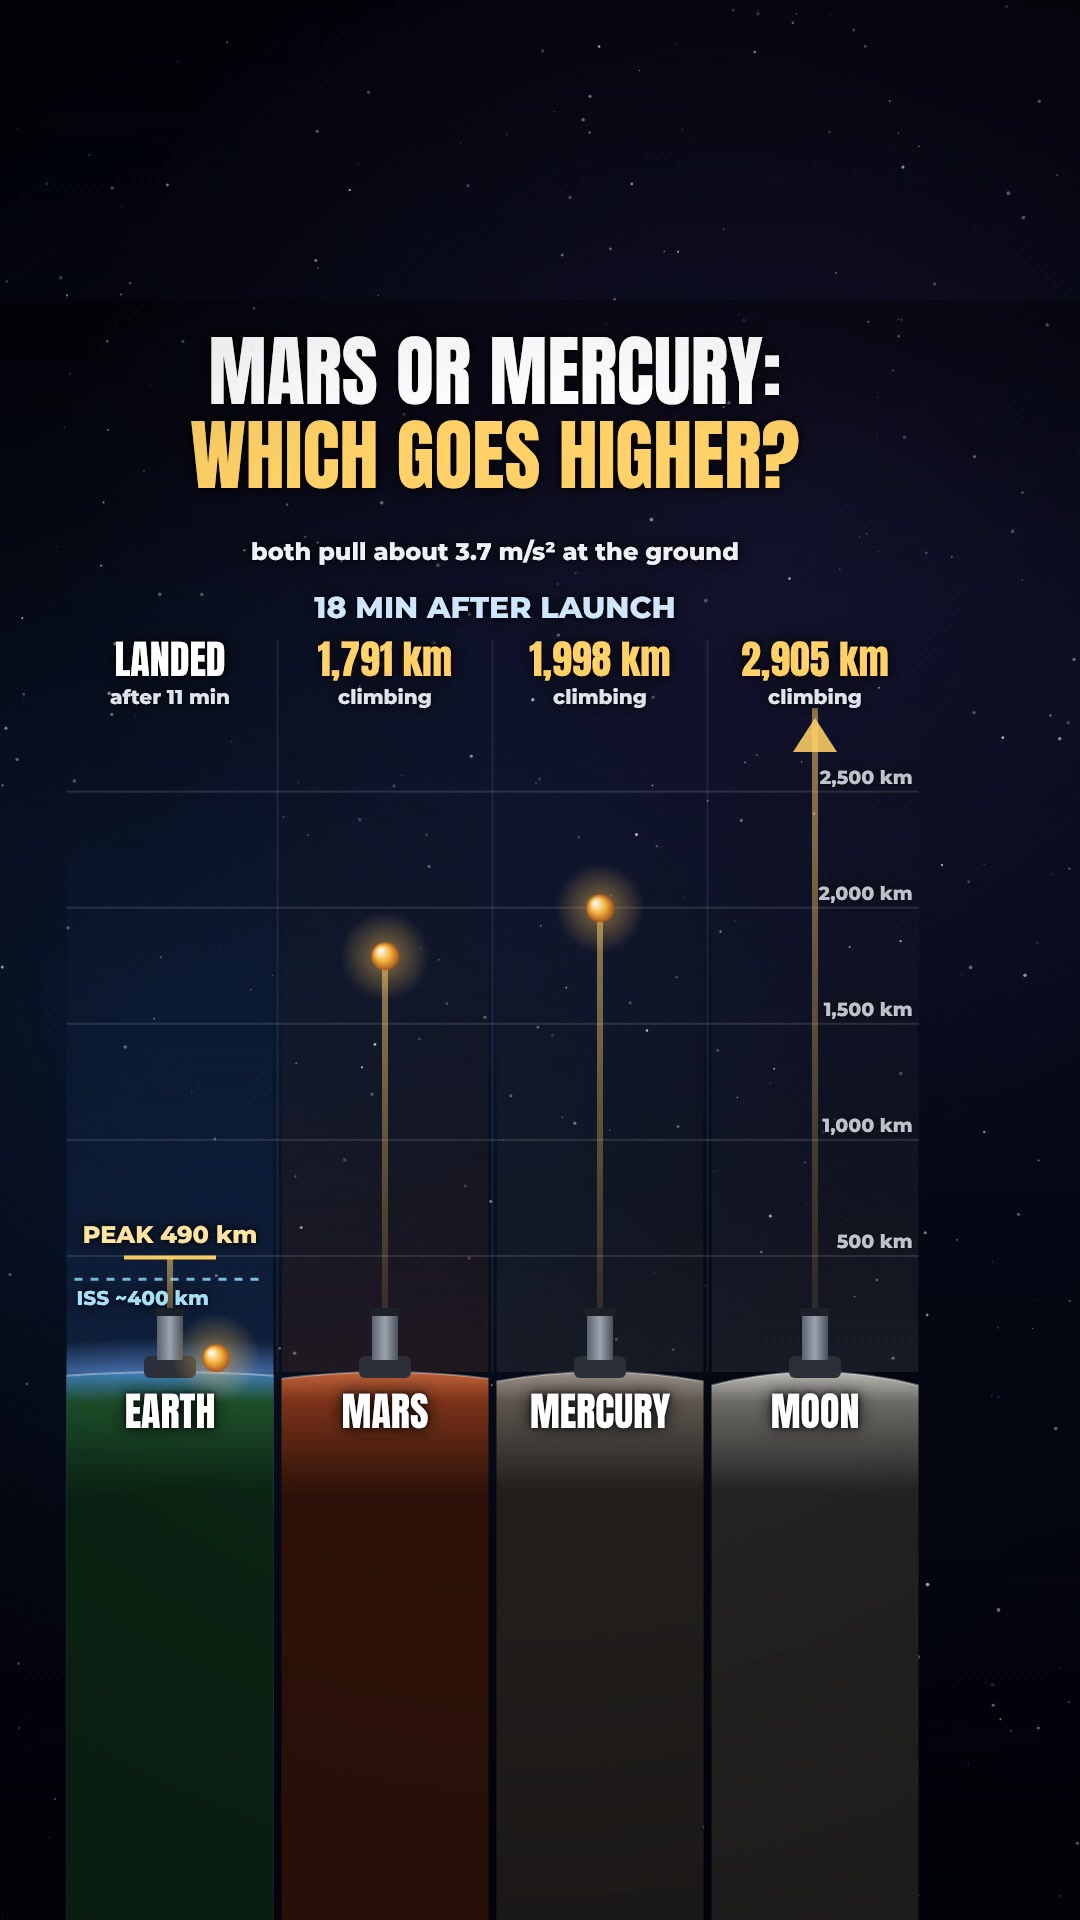 MARS OR MERCURY:
WHICH GOES HIGHER?
both pull about 3.7 m/s² at the ground
18 MIN AFTER LAUNCH
LANDED
after 11 min
1,791 km
climbing
1,998 km
climbing
2,905 km
climbing
2,500 km
2,000 km
1,500 km
1,000 km
500 km
PEAK 490 km
ISS ~400 km
EARTH
MARS
MERCURY
MOON